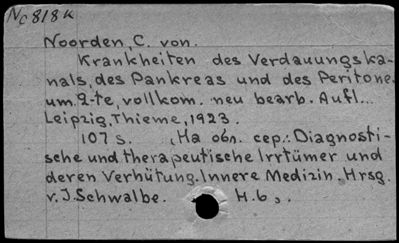 Nc 818 K
Noorden, C. von.
Krankheiten des Verdauungska-
nals, des Pankreas und des Peritone-
um. 2-te, vollkom. neu bearb. Aufl...
Leipzig, Thieme, 1923.
107 s. , На обл. сер.: Diagnosti-
sche und therapeutische Irrtümer und
deren Verhütung. Innere Medizin, Hrsg.
v. J. Schwalbe. H. 6,.